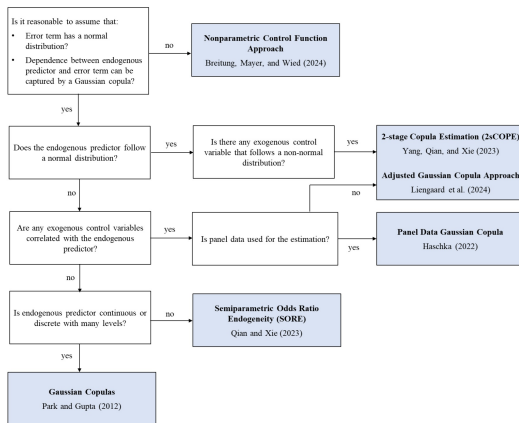 Is it reasonable to assume that:
• Error term has a normal
distribution?
• Dependence between endogenous
predictor and error term can be
captured by a Gaussian copula?
no
Nonparametric Control Function
Approach
Breitung, Mayer, and Wied (2024)
yes
Does the endogenous predictor follow
a normal distribution?
yes
Is there any exogenous control
variable that follows a non-normal
distribution?
yes
2-stage Copula Estimation (2sCOPE)
Yang, Qian, and Xie (2023)
Adjusted Gaussian Copula Approach
Liengaard et al. (2024)
no
no
Are any exogenous control variables
correlated with the endogenous
predictor?
yes
Is panel data used for the estimation?
yes
Panel Data Gaussian Copula
Haschka (2022)
no
Is endogenous predictor continuous or
discrete with many levels?
no
Semiparametric Odds Ratio
Endogeneity (SORE)
Qian and Xie (2023)
yes
Gaussian Copulas
Park and Gupta (2012)